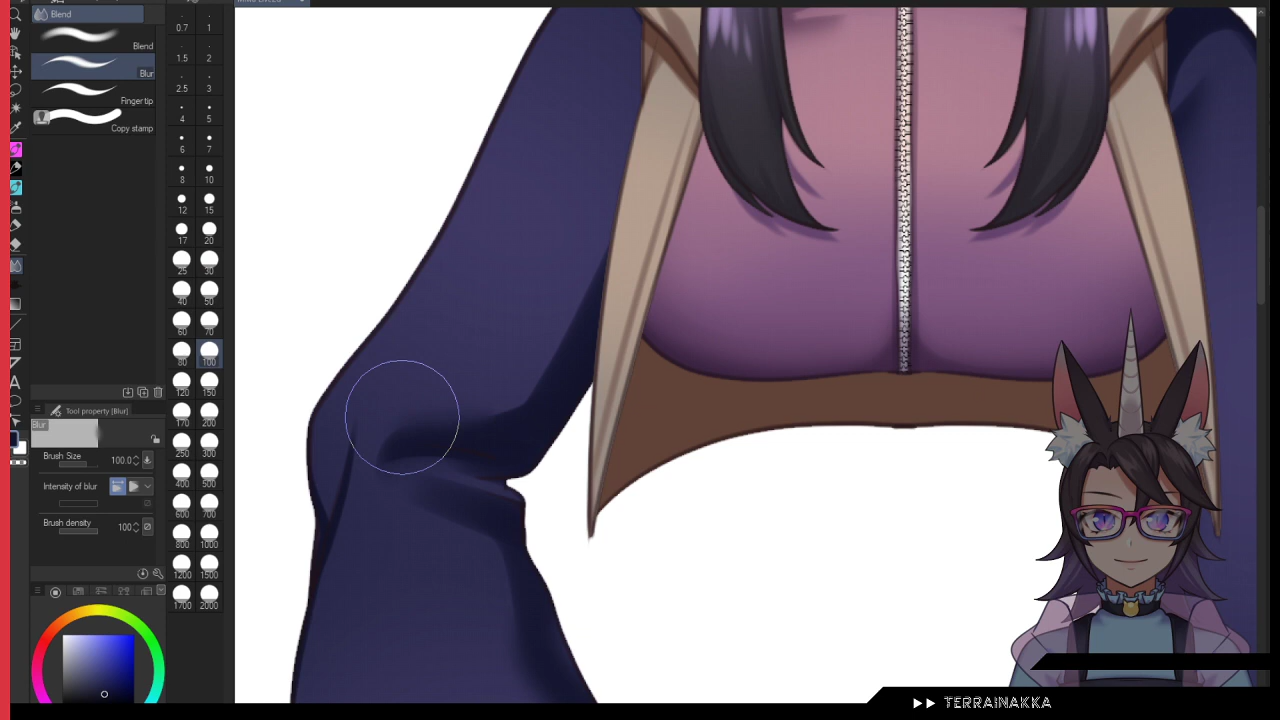 Blend
Blend
Blur
Finger tip
Copy stamp
0.7 1
1.5 2
2.5 3
4 5
6 7
8 10
12 15
17 20
25 30
40 50
60 70
80 100
120 150
170 200
250 300
400 500
600 700
800 1000
1200 1500
1700 2000
Tool property [Blur]
Blur
Brush Size 100.0
Intensity of blur
Brush density 100
TERRAINAKKA